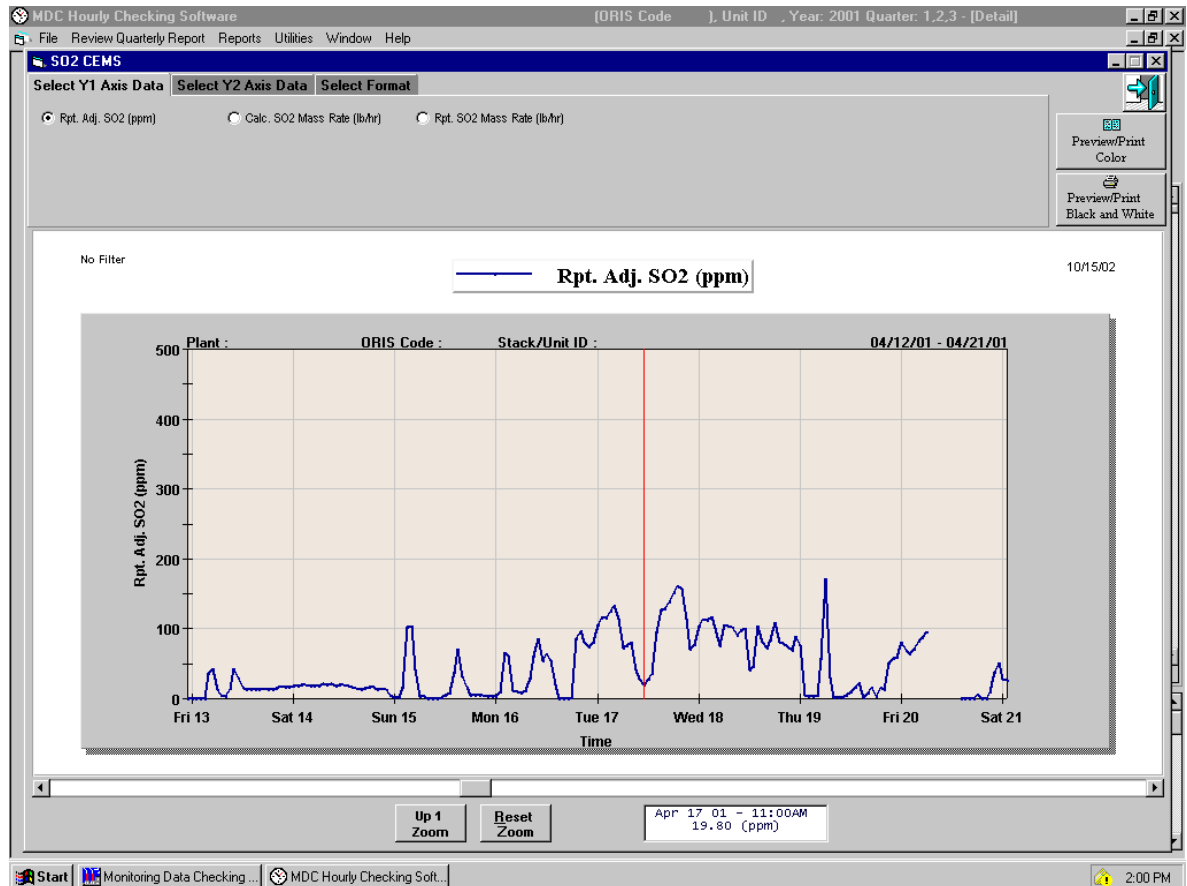 MDC Hourly Checking Software (ORIS Code ), Unit ID , Year: 2001 Quarter: 1,2,3 - [Detail]
File Review Quarterly Report Reports Utilities Window Help
SO2 CEMS
Select Y1 Axis Data Select Y2 Axis Data Select Format
Rpt. Adj. SO2 (ppm) Calc. SO2 Mass Rate (lb/hr) Rpt. SO2 Mass Rate (lb/hr)
Preview/Print
Color
Preview/Print
Black and White
No Filter
Rpt. Adj. SO2 (ppm)
10/15/02
Plant : ORIS Code : Stack/Unit ID : 04/12/01 - 04/21/01
500
400
300
200
100
0
Rpt. Adj. SO2 (ppm)
Fri 13 Sat 14 Sun 15 Mon 16 Tue 17 Wed 18 Thu 19 Fri 20 Sat 21
Time
Up 1
Zoom
Reset
Zoom
Apr 17 01 - 11:00AM
19.80 (ppm)
Start Monitoring Data Checking ... MDC Hourly Checking Soft... 2:00 PM